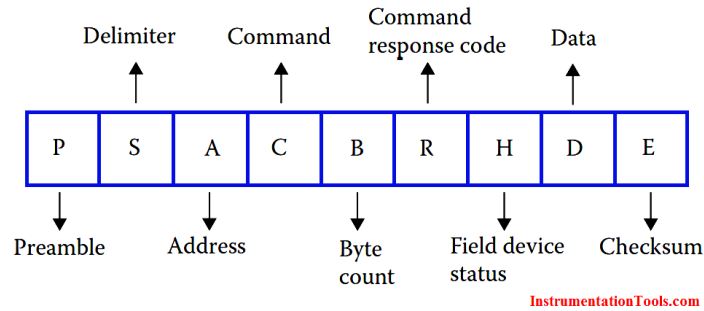 Delimiter
Command
Command
response code
Data
P S A C B R H D E
Preamble
Address
Byte
count
Field device
status
Checksum
InstrumentationTools.com